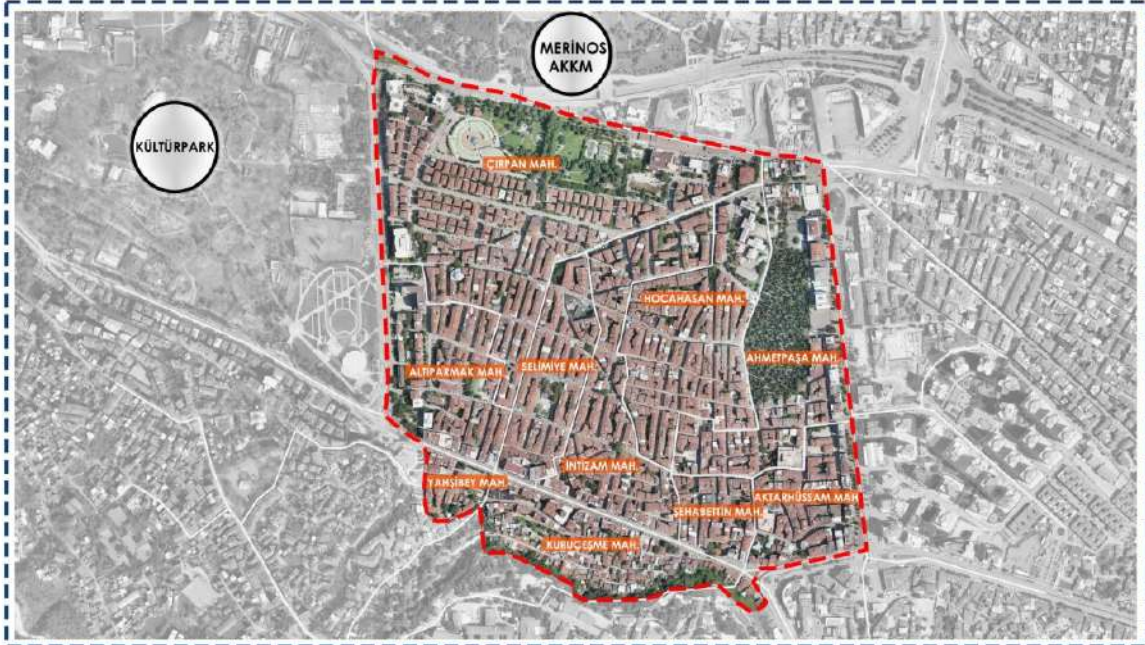 MERİNOS
AKKM
KÜLTÜRPARK
ÇIRPAN MAH.
HOCAHASAN MAH.
AHMETPAŞA MAH.
ALTIPARMAK MAH.
SELİMİYE MAH.
İNTİZAM MAH.
YAHŞİBEY MAH.
AKTARHÜSSAM MAH.
ŞEHABETTİN MAH.
KURUÇEŞME MAH.